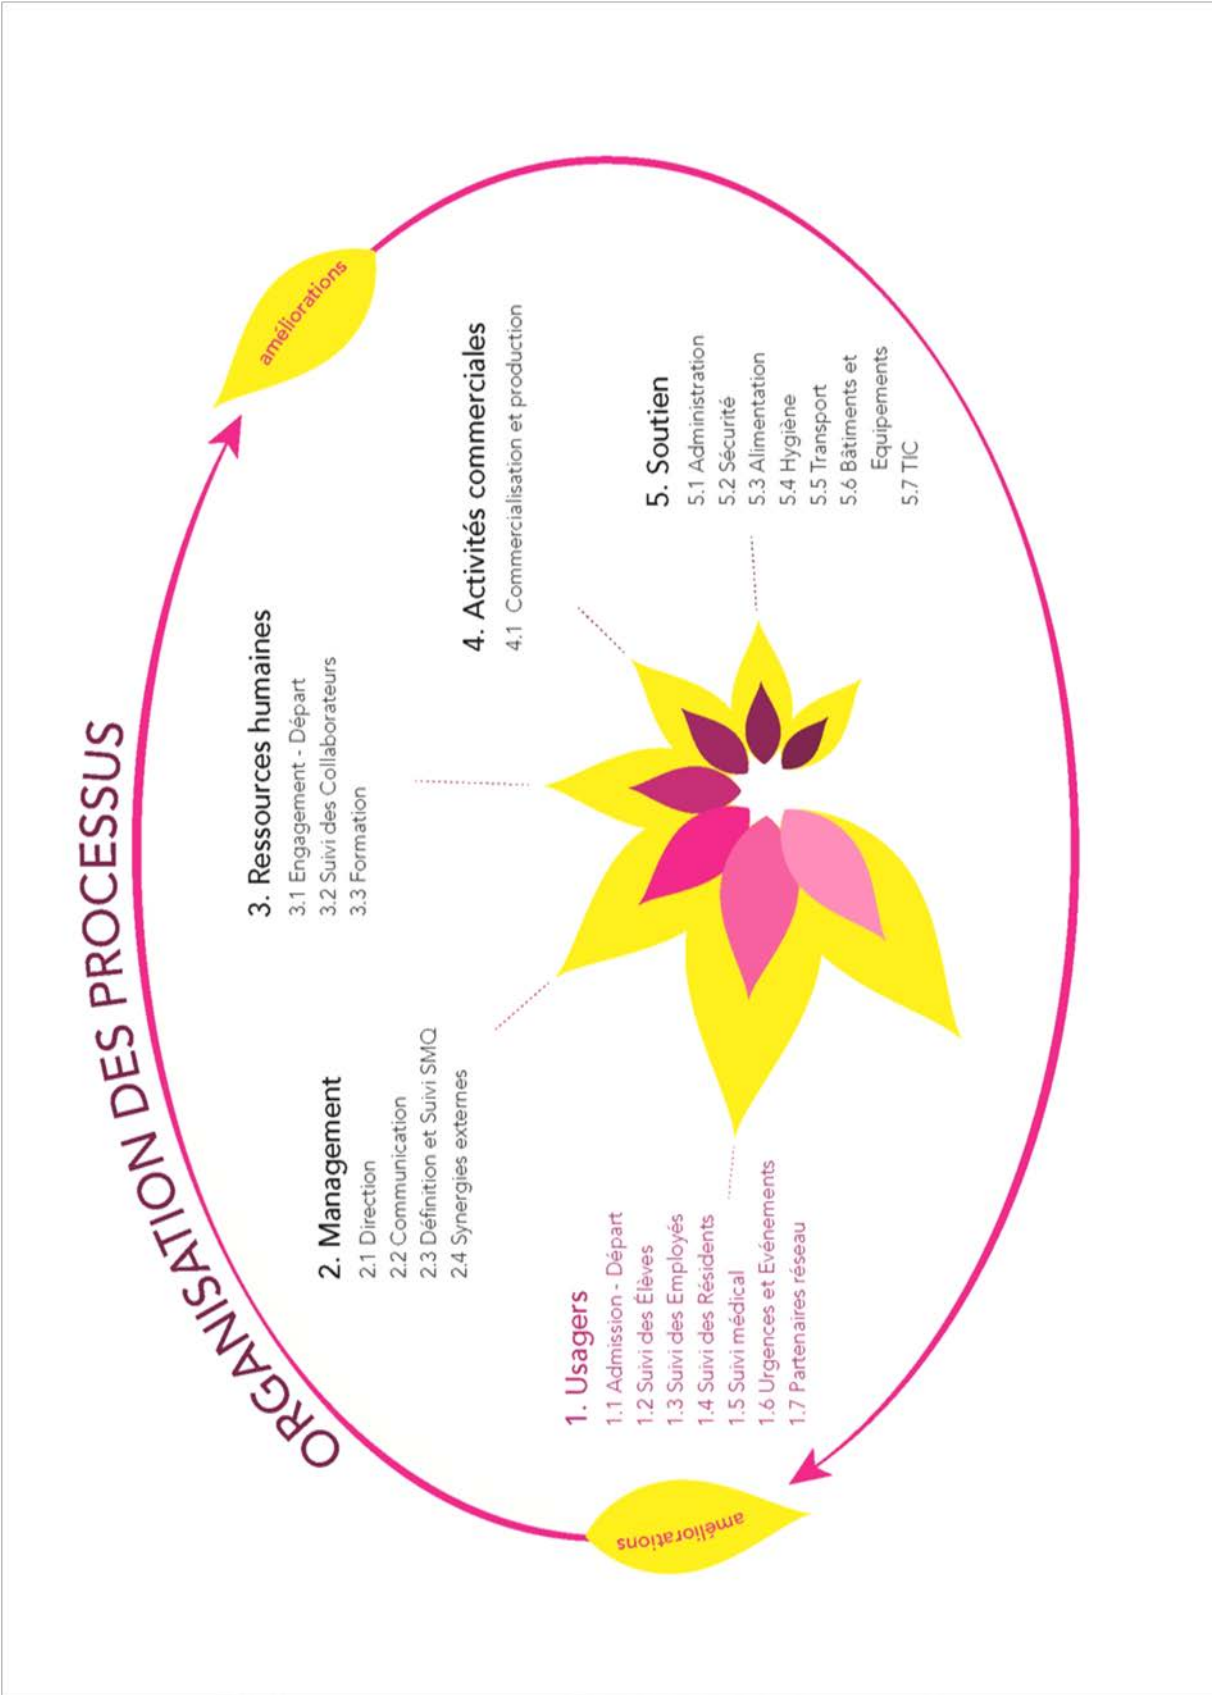 ORGANISATION DES PROCESSUS
améliorations
1. Usagers
1.1 Admission - Départ
1.2 Suivi des Élèves
1.3 Suivi des Employés
1.4 Suivi des Résidents
1.5 Suivi médical
1.6 Urgences et Evénements
1.7 Partenaires réseau
2. Management
2.1 Direction
2.2 Communication
2.3 Définition et Suivi SMQ
2.4 Synergies externes
3. Ressources humaines
3.1 Engagement - Départ
3.2 Suivi des Collaborateurs
3.3 Formation
4. Activités commerciales
4.1 Commercialisation et production
5. Soutien
5.1 Administration
5.2 Sécurité
5.3 Alimentation
5.4 Hygiène
5.5 Transport
5.6 Bâtiments et
Equipements
5.7 TIC
améliorations